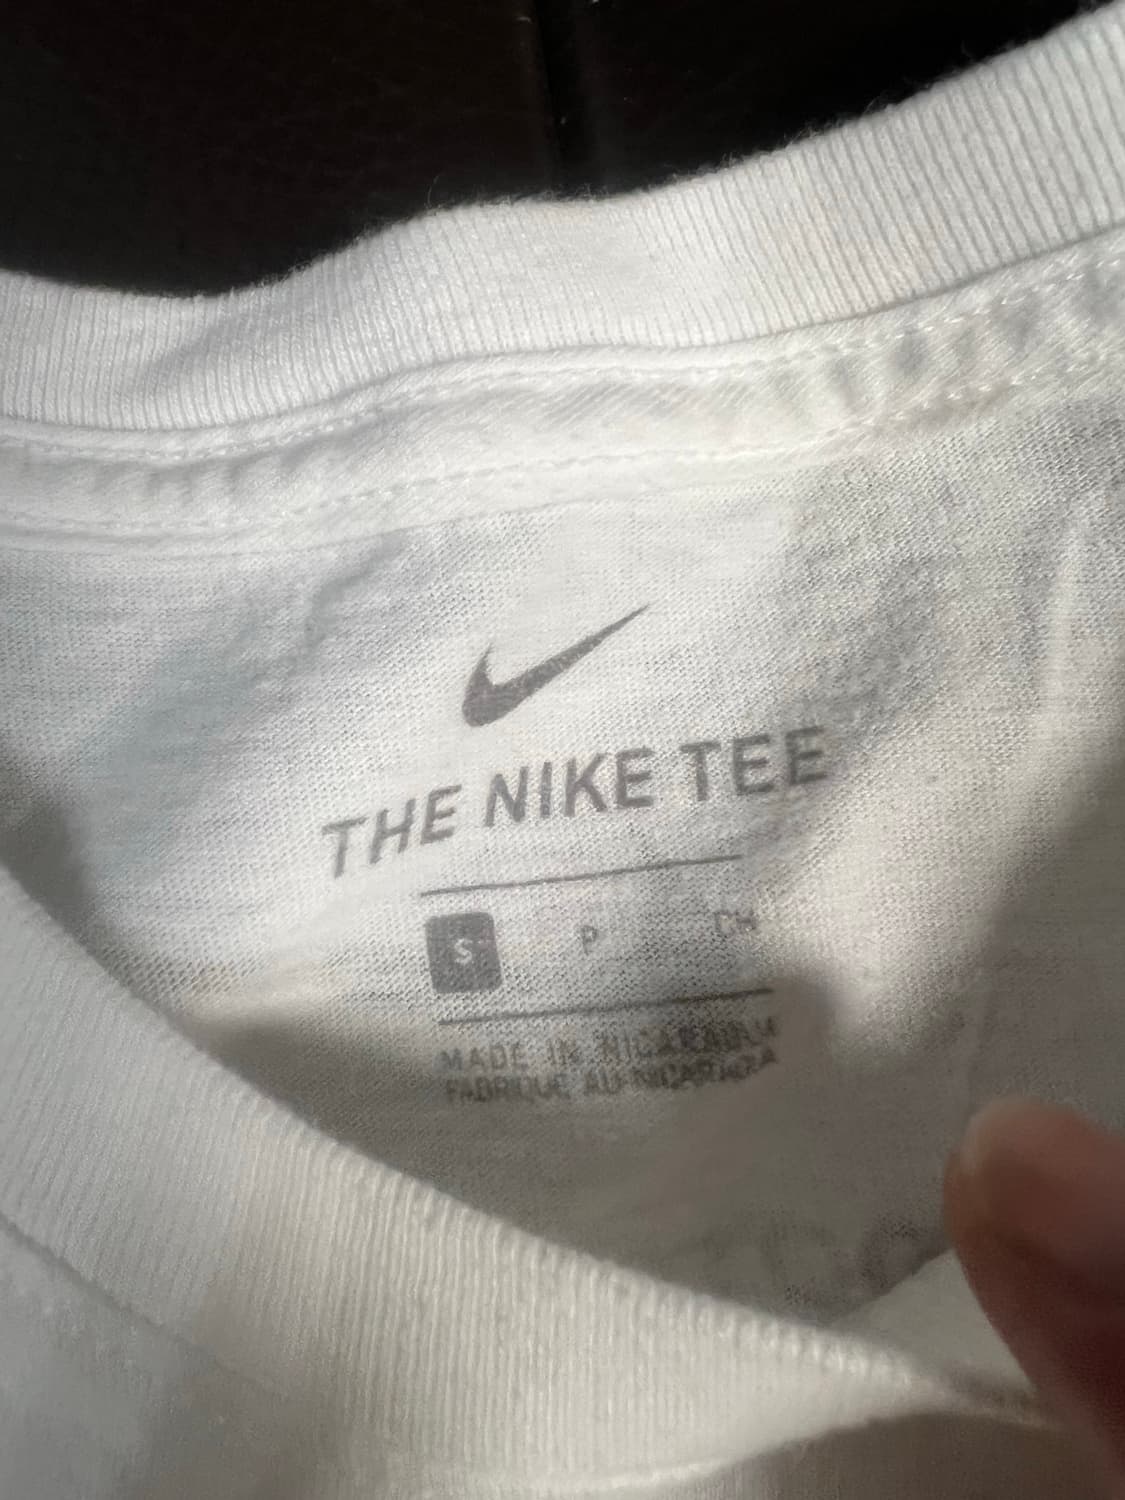 THE NIKE TEE
S P CH
MADE IN NICARAGUA
FABRIQUE AU NICARAGUA